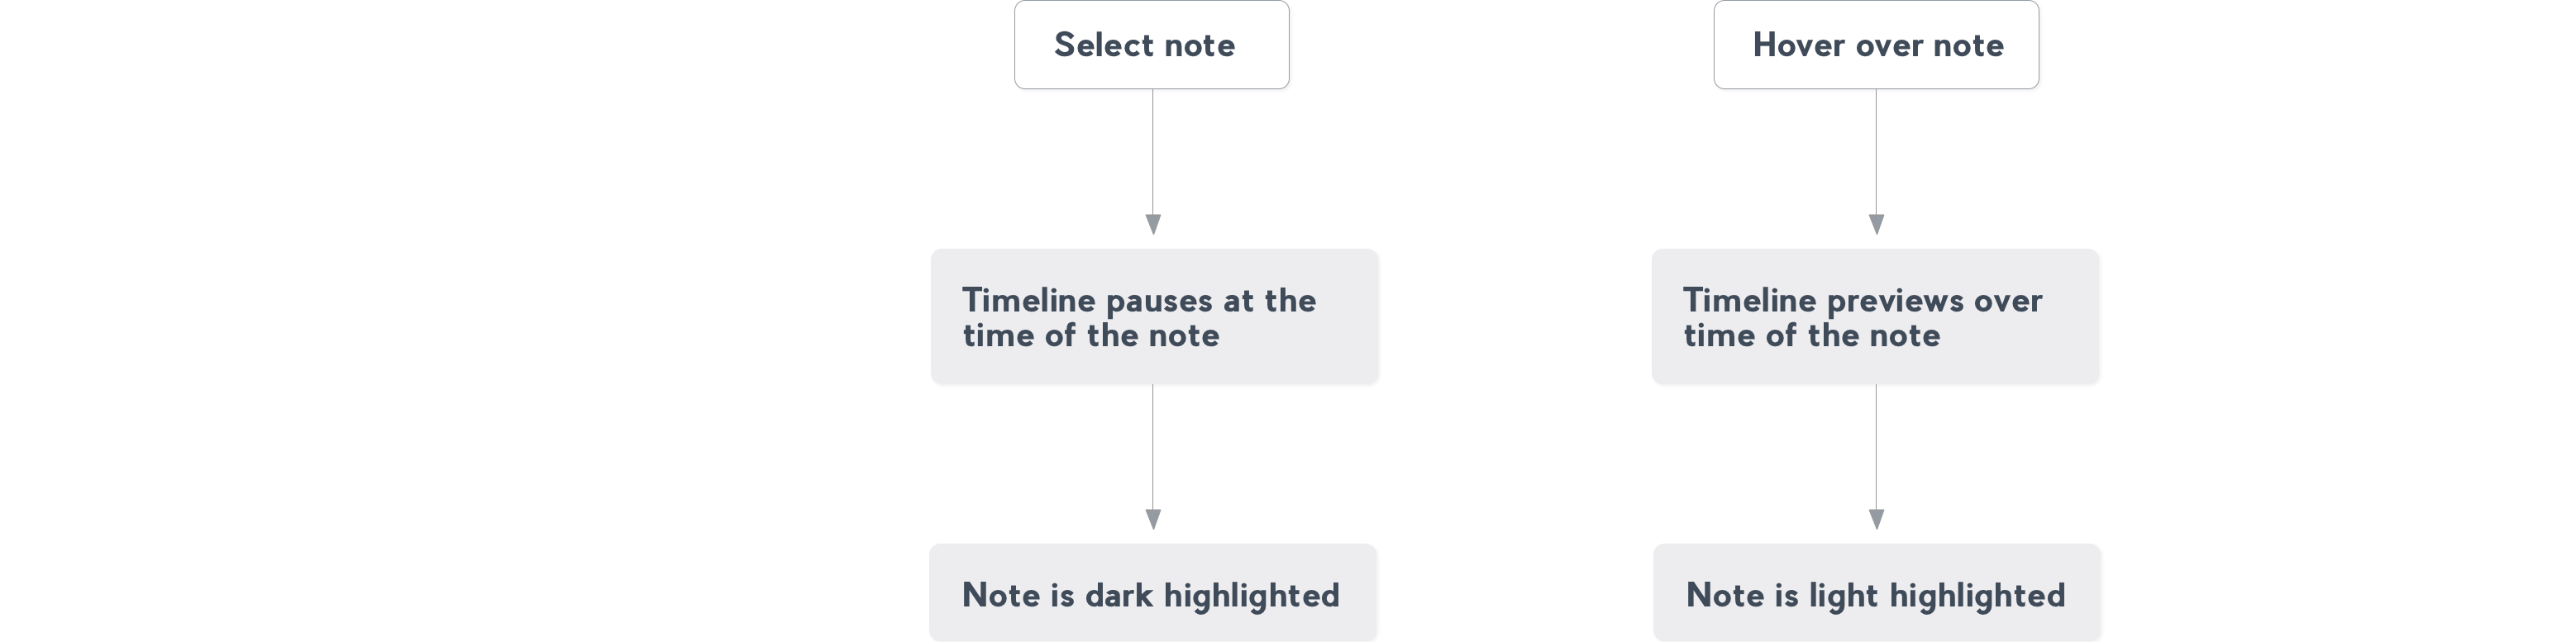 Select note
Hover over note
Timeline pauses at the
time of the note
Timeline previews over
time of the note
Note is dark highlighted
Note is light highlighted